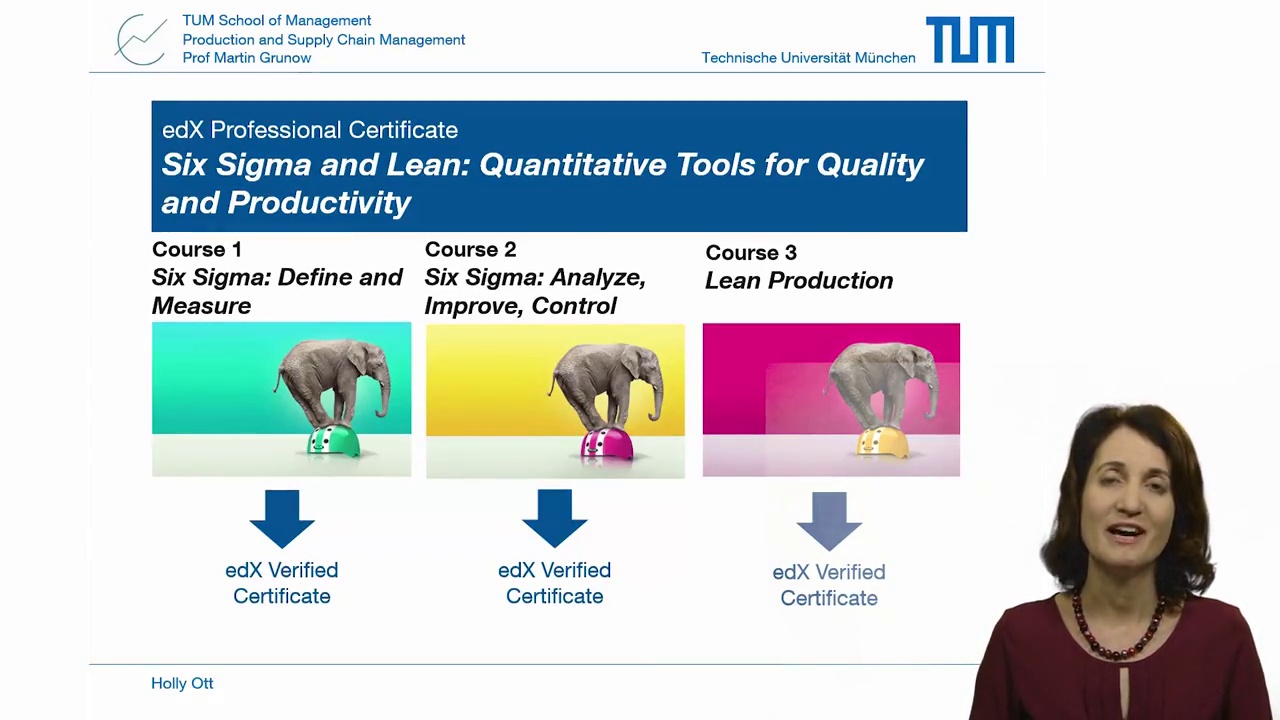 TUM School of Management
Production and Supply Chain Management
Prof Martin Grunow
Technische Universität München
TUM
edX Professional Certificate
Six Sigma and Lean: Quantitative Tools for Quality
and Productivity
Course 1
Six Sigma: Define and
Measure
Course 2
Six Sigma: Analyze,
Improve, Control
Course 3
Lean Production
edX Verified
Certificate
edX Verified
Certificate
edX Verified
Certificate
Holly Ott